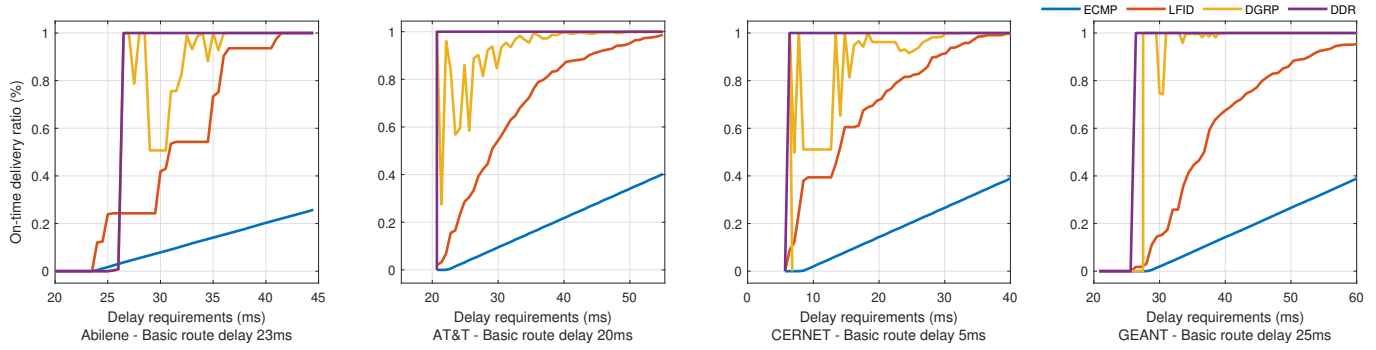 ECMP LFID DGRP DDR
On-time delivery ratio (%)
1
0.8
0.6
0.4
0.2
0
20 25 30 35 40 45
Delay requirements (ms)
Abilene - Basic route delay 23ms
1
0.8
0.6
0.4
0.2
0
20 30 40 50
Delay requirements (ms)
AT&T - Basic route delay 20ms
1
0.8
0.6
0.4
0.2
0
0 10 20 30 40
Delay requirements (ms)
CERNET - Basic route delay 5ms
1
0.8
0.6
0.4
0.2
0
20 30 40 50 60
Delay requirements (ms)
GEANT - Basic route delay 25ms